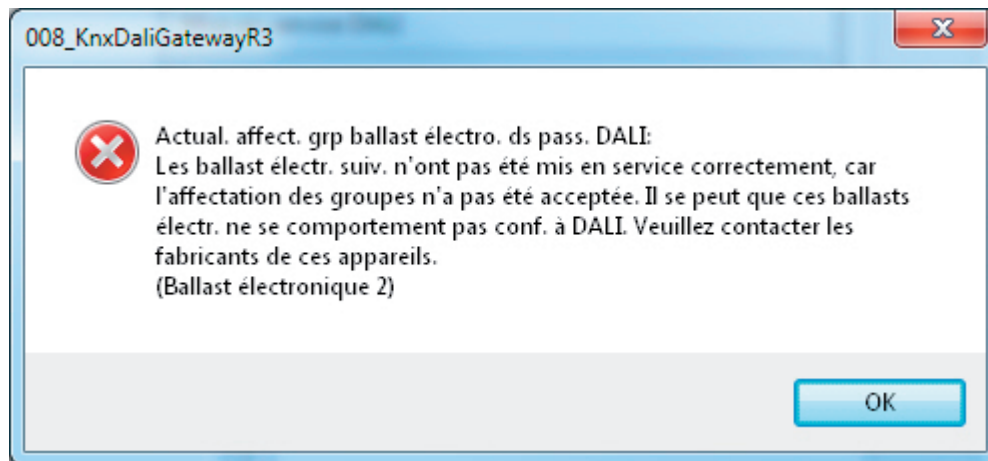 008_KnxDaliGatewayR3
Actual. affect. grp ballast électro. ds pass. DALI:
Les ballast électr. suiv. n'ont pas été mis en service correctement, car
l'affectation des groupes n'a pas été acceptée. Il se peut que ces ballasts
électr. ne se comportement pas conf. à DALI. Veuillez contacter les
fabricants de ces appareils.
(Ballast électronique 2)
OK